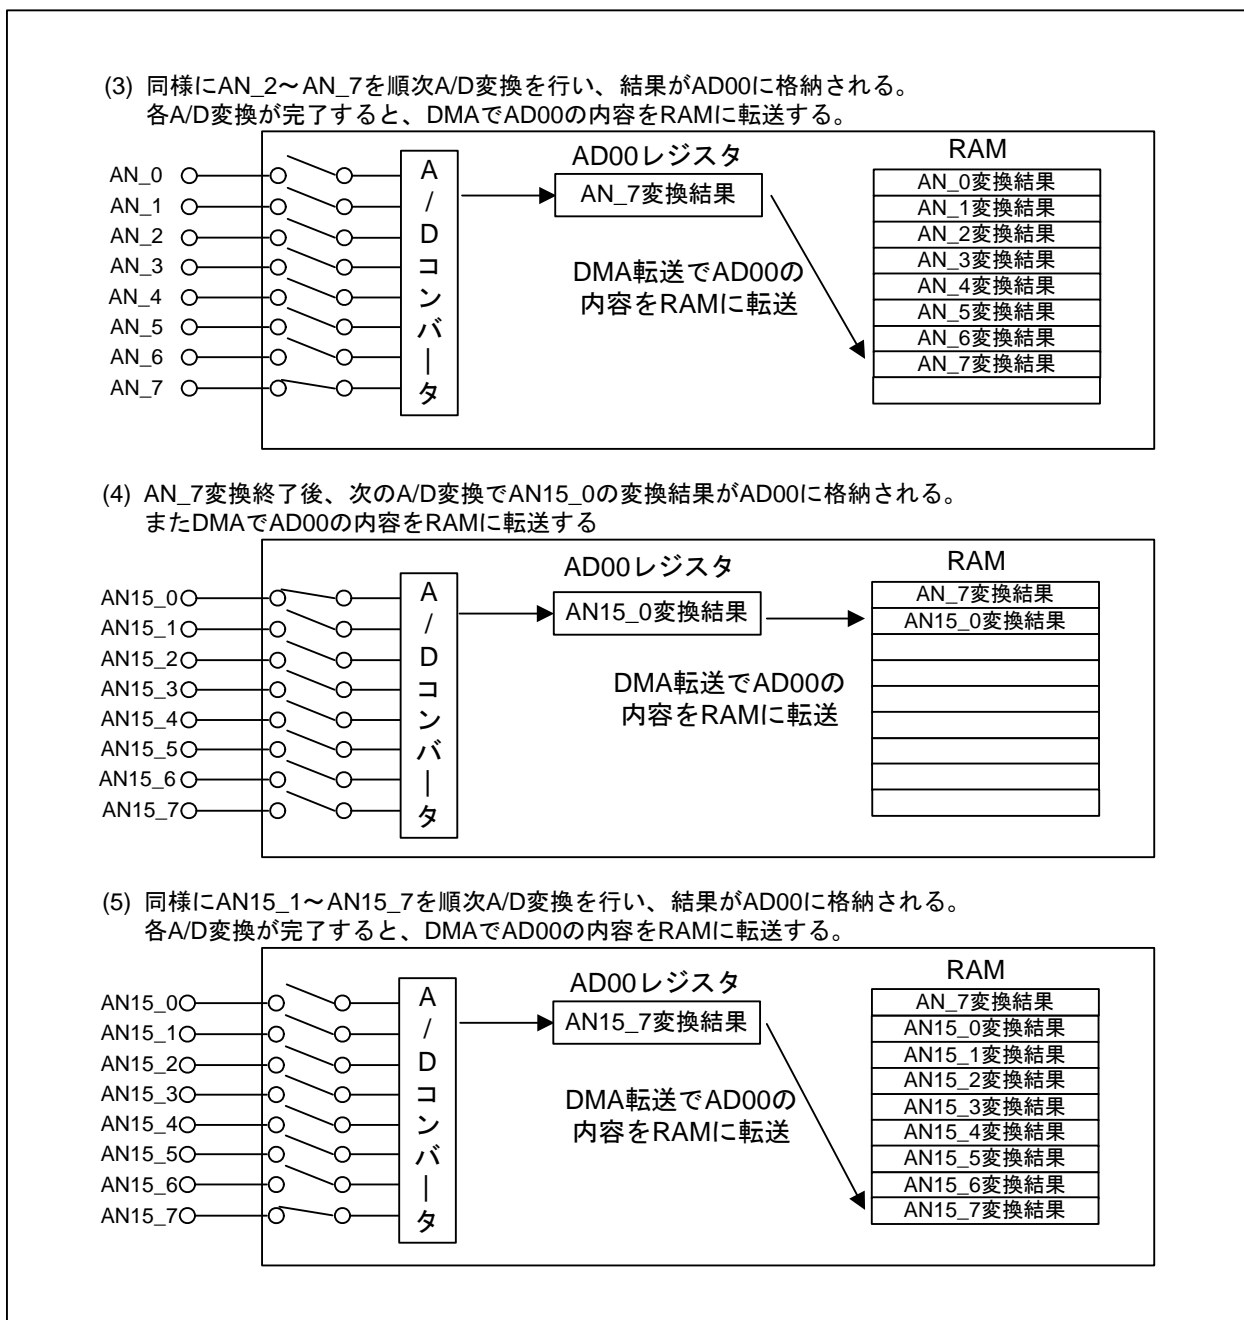 (3) 同様にAN_2～AN_7を順次A/D変換を行い、結果がAD00に格納される。
各A/D変換が完了すると、DMAでAD00の内容をRAMに転送する。
AN_0
AN_1
AN_2
AN_3
AN_4
AN_5
AN_6
AN_7
A/Dコンバータ
AD00レジスタ
AN_7変換結果
DMA転送でAD00の
内容をRAMに転送
RAM
AN_0変換結果
AN_1変換結果
AN_2変換結果
AN_3変換結果
AN_4変換結果
AN_5変換結果
AN_6変換結果
AN_7変換結果
(4) AN_7変換終了後、次のA/D変換でAN15_0の変換結果がAD00に格納される。
またDMAでAD00の内容をRAMに転送する
AN15_0
AN15_1
AN15_2
AN15_3
AN15_4
AN15_5
AN15_6
AN15_7
A/Dコンバータ
AD00レジスタ
AN15_0変換結果
DMA転送でAD00の
内容をRAMに転送
RAM
AN_7変換結果
AN15_0変換結果
(5) 同様にAN15_1～AN15_7を順次A/D変換を行い、結果がAD00に格納される。
各A/D変換が完了すると、DMAでAD00の内容をRAMに転送する。
AN15_0
AN15_1
AN15_2
AN15_3
AN15_4
AN15_5
AN15_6
AN15_7
A/Dコンバータ
AD00レジスタ
AN15_7変換結果
DMA転送でAD00の
内容をRAMに転送
RAM
AN_7変換結果
AN15_0変換結果
AN15_1変換結果
AN15_2変換結果
AN15_3変換結果
AN15_4変換結果
AN15_5変換結果
AN15_6変換結果
AN15_7変換結果